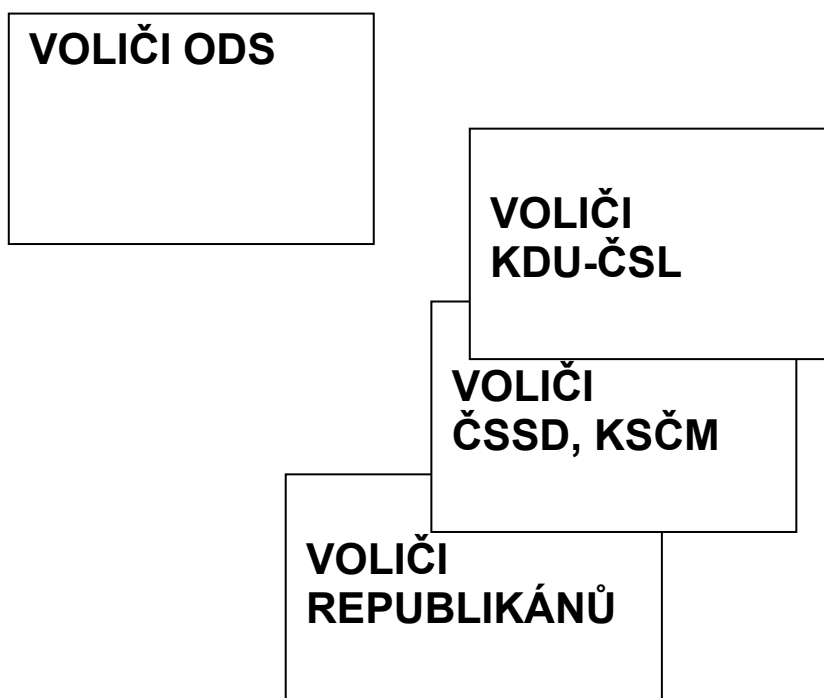 VOLIČI ODS
VOLIČI
KDU-ČSL
VOLIČI
ČSSD, KSČM
VOLIČI
REPUBLIKÁNŮ